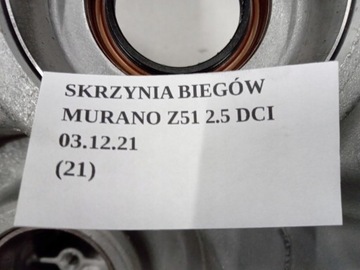 SKRZYNIA BIEGÓW
MURANO Z51 2.5 DCI
03.12.21
(21)